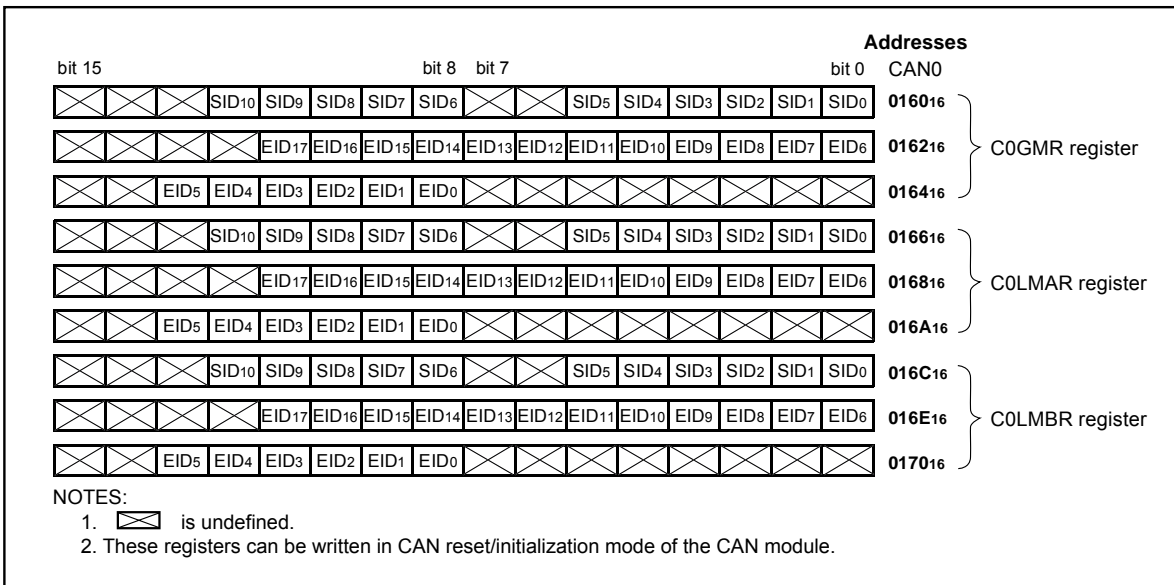 Addresses
bit 15 bit 8 bit 7 bit 0 CAN0
SID10 SID9 SID8 SID7 SID6 SID5 SID4 SID3 SID2 SID1 SID0 016016
EID17 EID16 EID15 EID14 EID13 EID12 EID11 EID10 EID9 EID8 EID7 EID6 016216 C0GMR register
EID5 EID4 EID3 EID2 EID1 EID0 016416
SID10 SID9 SID8 SID7 SID6 SID5 SID4 SID3 SID2 SID1 SID0 016616
EID17 EID16 EID15 EID14 EID13 EID12 EID11 EID10 EID9 EID8 EID7 EID6 016816 C0LMAR register
EID5 EID4 EID3 EID2 EID1 EID0 016A16
SID10 SID9 SID8 SID7 SID6 SID5 SID4 SID3 SID2 SID1 SID0 016C16
EID17 EID16 EID15 EID14 EID13 EID12 EID11 EID10 EID9 EID8 EID7 EID6 016E16 C0LMBR register
EID5 EID4 EID3 EID2 EID1 EID0 017016
NOTES:
1. is undefined.
2. These registers can be written in CAN reset/initialization mode of the CAN module.